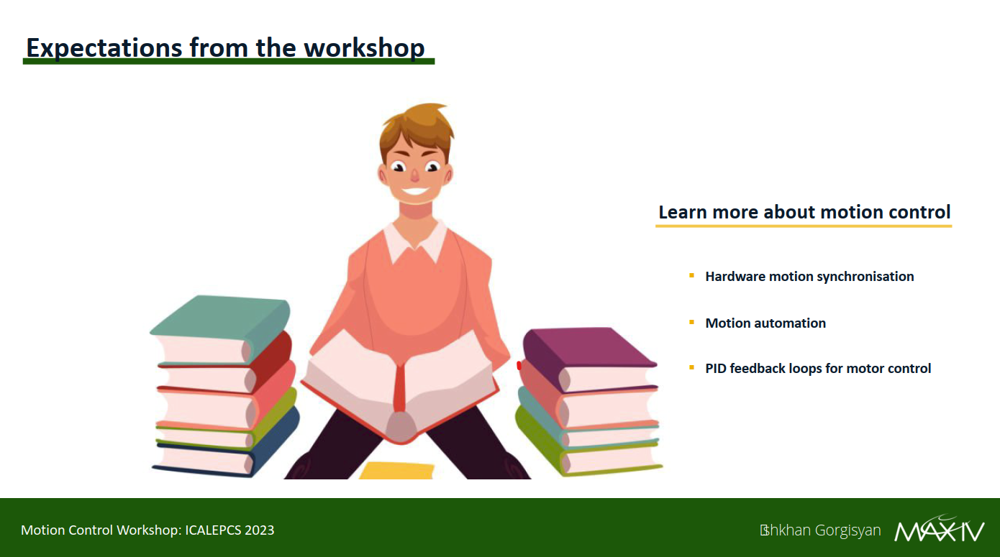 Expectations from the workshop
Learn more about motion control
▪ Hardware motion synchronisation
▪ Motion automation
▪ PID feedback loops for motor control
Motion Control Workshop: ICALEPCS 2023
Gorgisyan
MAX IV